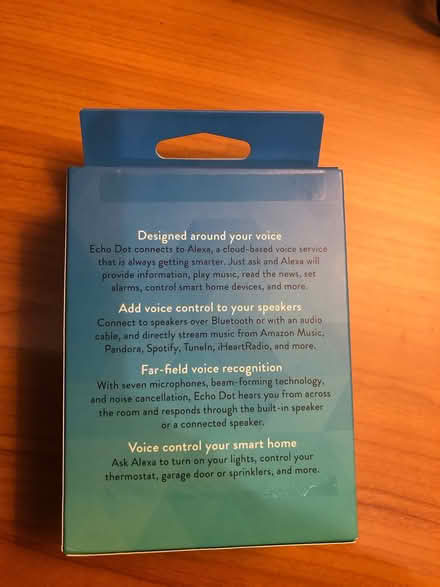 Designed around your voice
Echo Dot connects to Alexa, a cloud-based voice service
that is always getting smarter. Just ask and Alexa will
provide information, play music, read the news, set
alarms, control smart home devices, and more.
Add voice control to your speakers
Connect to speakers over Bluetooth or with an audio
cable, and directly stream music from Amazon Music,
Pandora, Spotify, TuneIn, iHeartRadio, and more.
Far-field voice recognition
With seven microphones, beam-forming technology,
and noise cancellation, Echo Dot hears you from across
the room and responds through the built-in speaker
or a connected speaker.
Voice control your smart home
Ask Alexa to turn on your lights, control your
thermostat, garage door or sprinklers, and more.